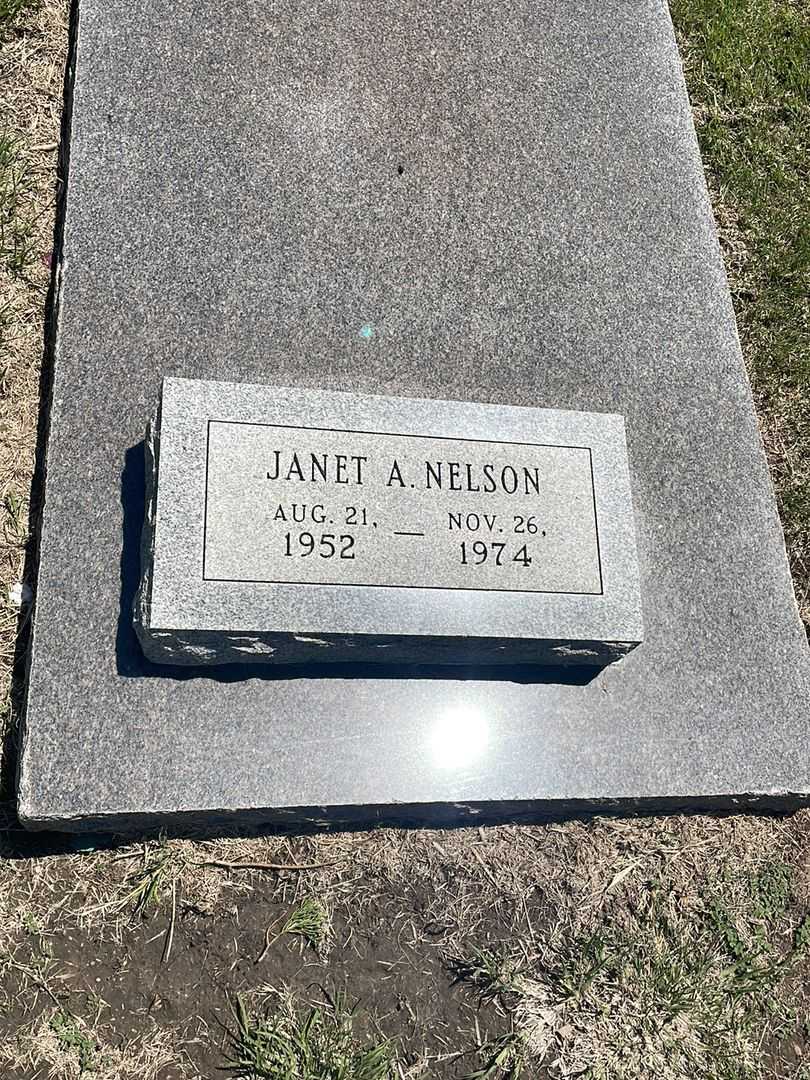 JANET A. NELSON
AUG. 21, — NOV. 26,
1952 1974